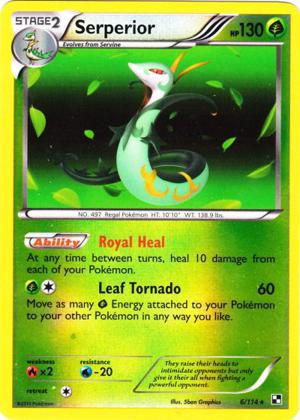 STAGE2
Serperior
HP130
Evolves from Servine
NO. 497 Regal Pokémon HT. 10'10" WT. 138.9 lbs.
Ability Royal Heal
At any time between turns, heal 10 damage
from each of your Pokémon.
Leaf Tornado 60
Move as many Energy attached to your Pokémon
to your other Pokémon in any way you like.
weakness
×2
resistance
-20
retreat
They raise their heads to
intimidate opponents but only
give it their all when fighting a
powerful opponent.
Illus. 5ban Graphics
6/114★
©2011 Pokémon